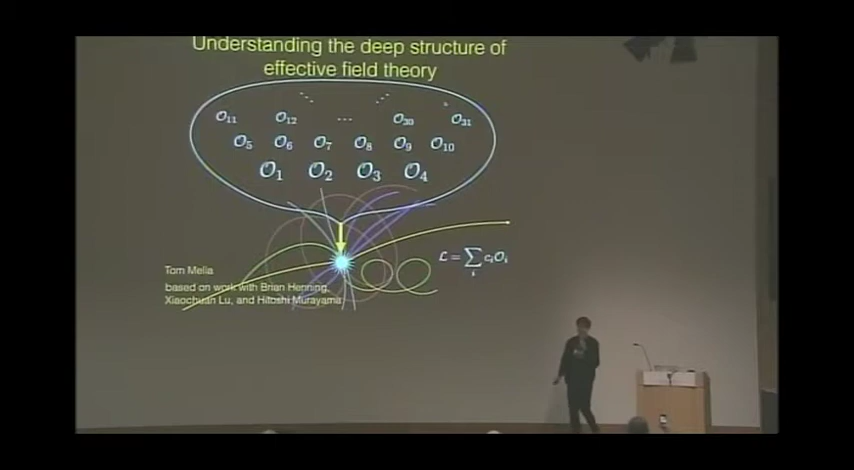 Understanding the deep structure of
effective field theory
O₁₁ O₁₂ ... O₃₀ O₃₁
O₅ O₆ O₇ O₈ O₉ O₁₀
O₁ O₂ O₃ O₄
ℒ = ∑ᵢ cᵢOᵢ
Tom Melia
based on work with Brian Henning,
Xiaochuan Lu, and Hitoshi Murayama